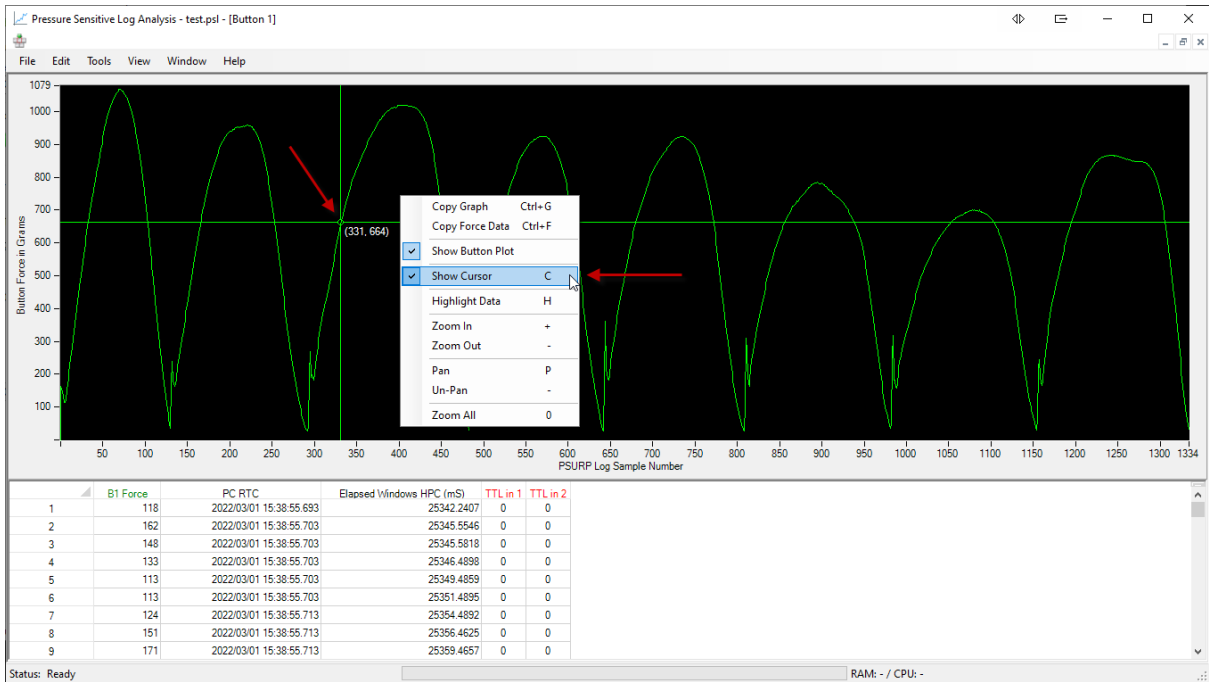 Pressure Sensitive Log Analysis - test.psl - [Button 1]
File Edit Tools View Window Help
1079
1000
900
800
700
600
500
400
300
200
100
Button Force in Grams
(331, 664)
Copy Graph Ctrl+G
Copy Force Data Ctrl+F
Show Button Plot
Show Cursor C
Highlight Data H
Zoom In +
Zoom Out -
Pan P
Un-Pan -
Zoom All 0
50 100 150 200 250 300 350 400 450 500 550 600 650 700 750 800 850 900 950 1000 1050 1100 1150 1200 1250 1300 1334
PSURP Log Sample Number
B1 Force PC RTC Elapsed Windows HPC (mS) TTL in 1 TTL in 2
1 118 2022/03/01 15:38:55.693 25342.2407 0 0
2 162 2022/03/01 15:38:55.703 25345.5546 0 0
3 148 2022/03/01 15:38:55.703 25345.5818 0 0
4 133 2022/03/01 15:38:55.703 25346.4898 0 0
5 113 2022/03/01 15:38:55.703 25349.4859 0 0
6 113 2022/03/01 15:38:55.703 25351.4895 0 0
7 124 2022/03/01 15:38:55.713 25354.4892 0 0
8 151 2022/03/01 15:38:55.713 25356.4625 0 0
9 171 2022/03/01 15:38:55.713 25359.4657 0 0
Status: Ready RAM: - / CPU: -